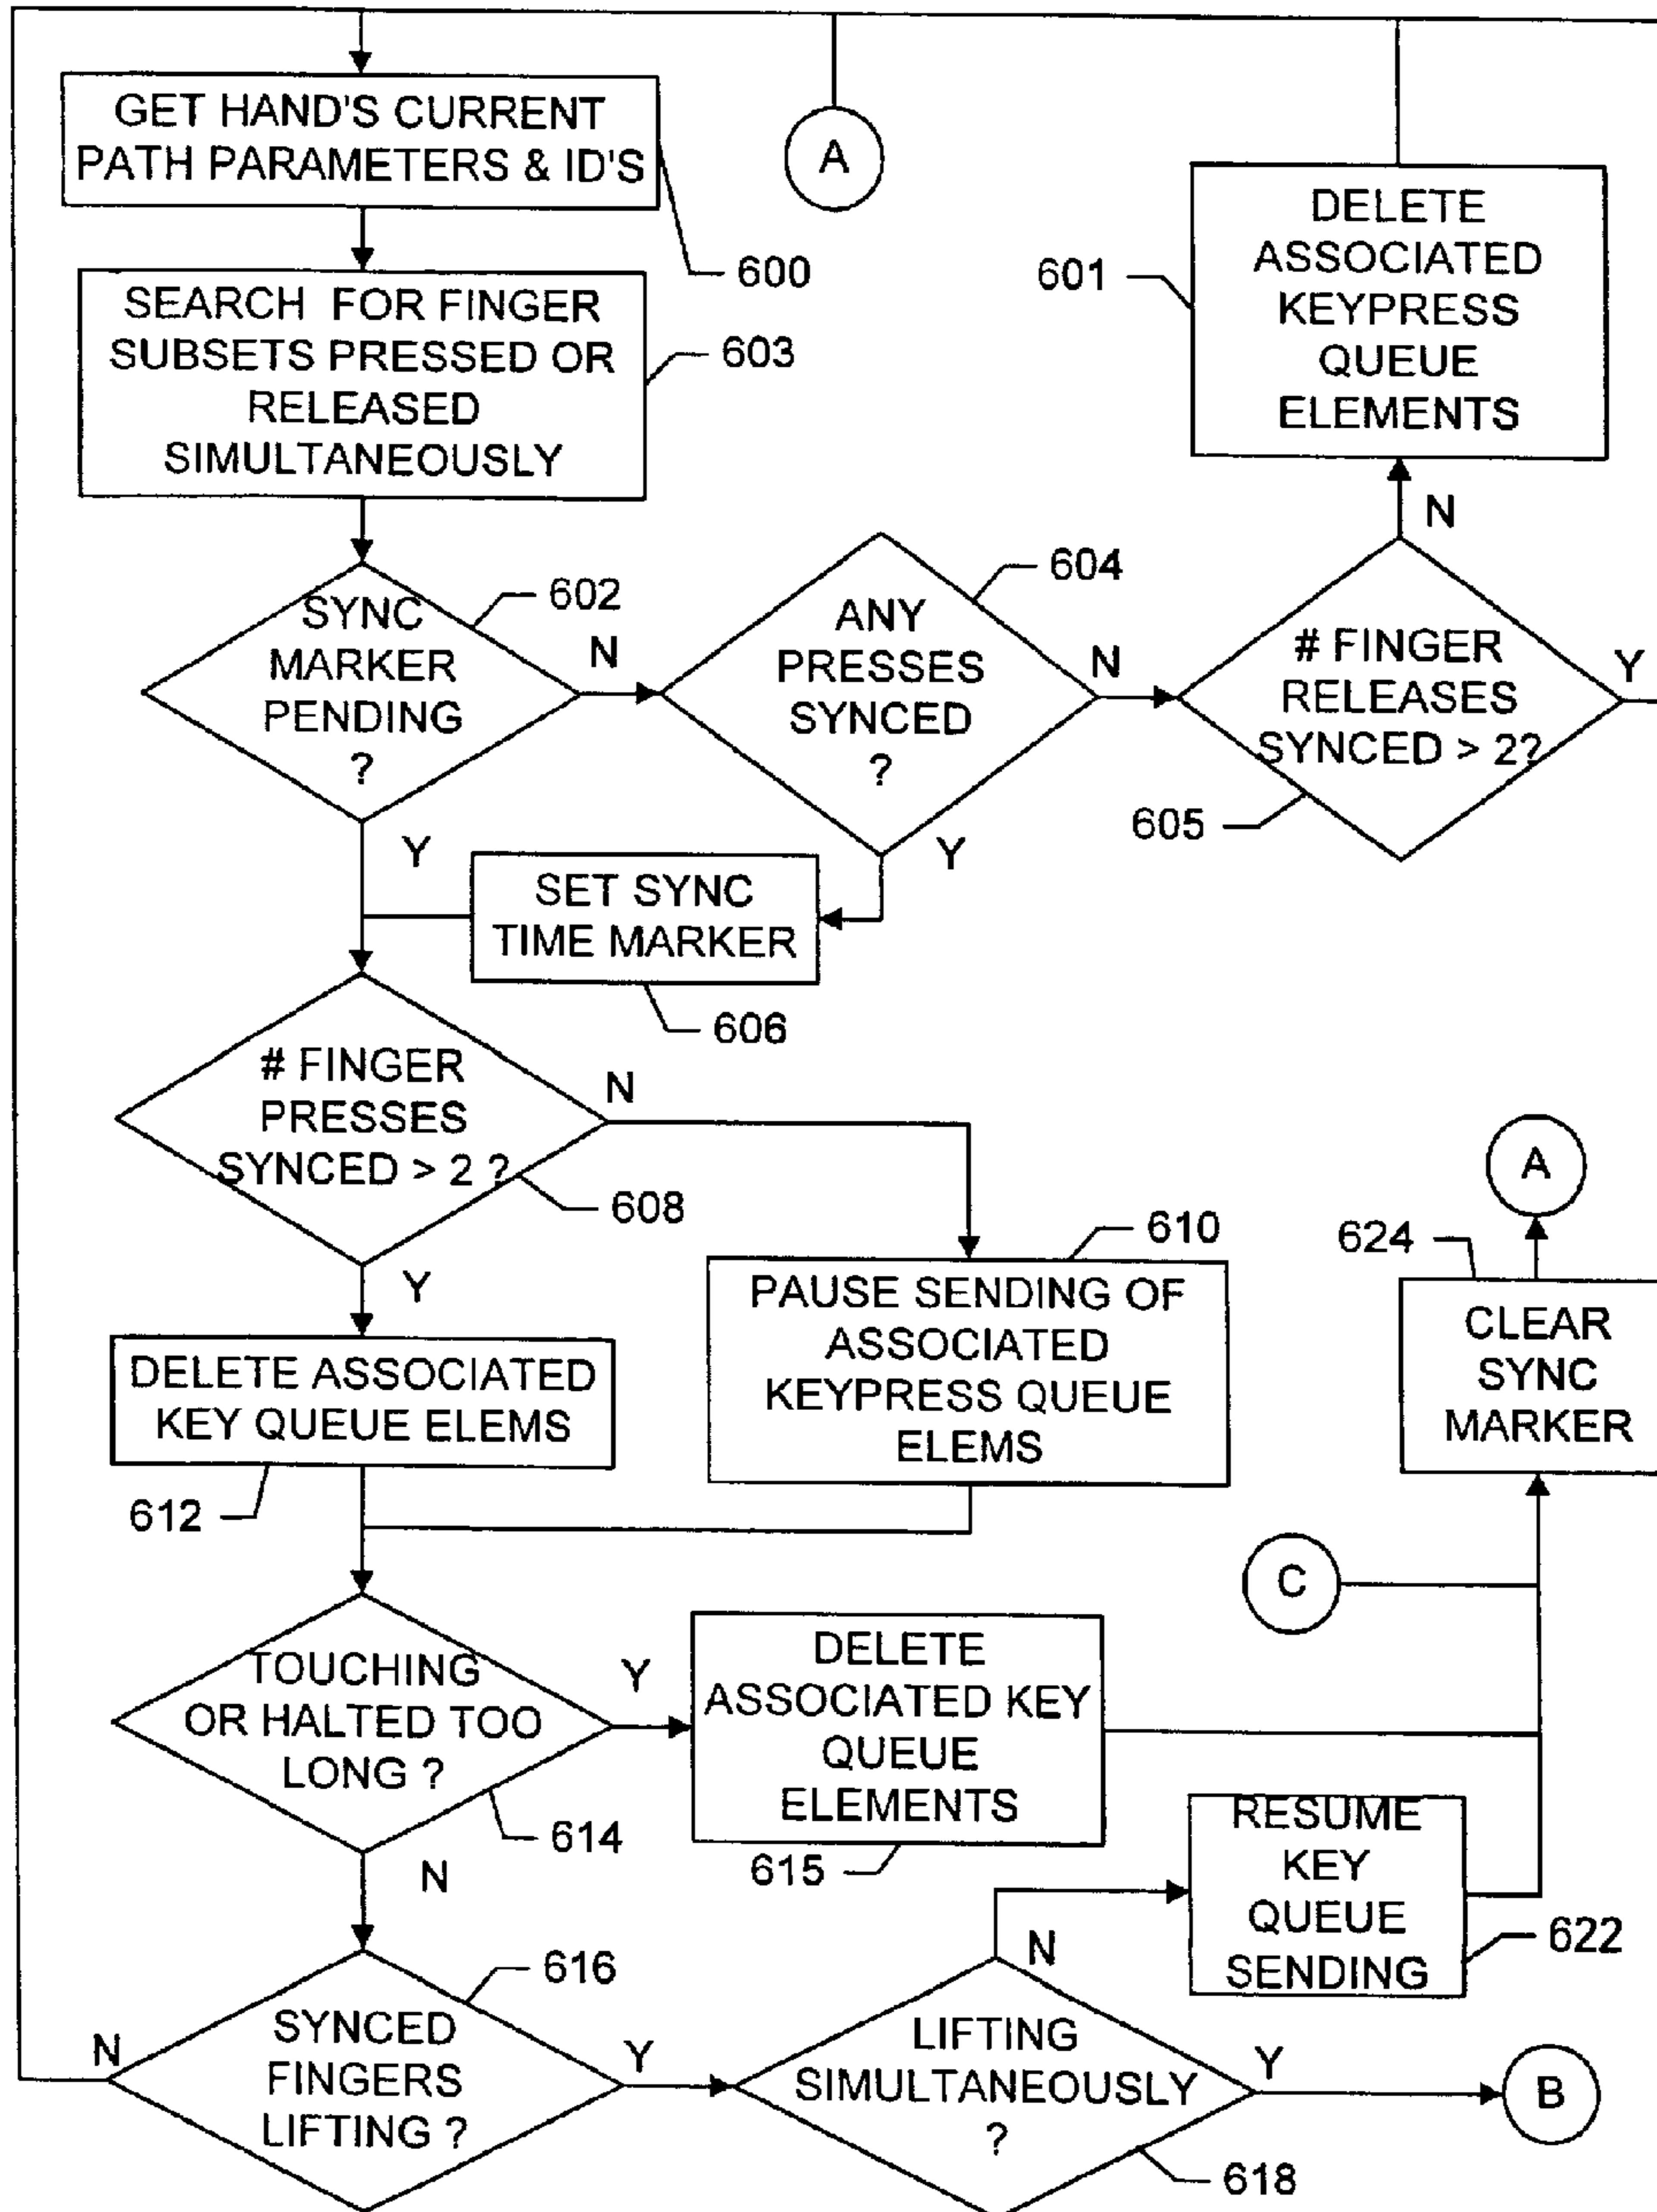 GET HAND'S CURRENT
PATH PARAMETERS & ID'S
A
600
SEARCH FOR FINGER
SUBSETS PRESSED OR
RELEASED
SIMULTANEOUSLY
603
DELETE
ASSOCIATED
KEYPRESS
QUEUE
ELEMENTS
601
SYNC
MARKER
PENDING
?
602
N
Y
ANY
PRESSES
SYNCED
?
604
N
Y
# FINGER
RELEASES
SYNCED > 2?
605
N
Y
SET SYNC
TIME MARKER
606
# FINGER
PRESSES
SYNCED > 2 ?
608
N
Y
PAUSE SENDING OF
ASSOCIATED
KEYPRESS QUEUE
ELEMS
610
A
624
CLEAR
SYNC
MARKER
DELETE ASSOCIATED
KEY QUEUE ELEMS
612
C
TOUCHING
OR HALTED TOO
LONG ?
614
Y
N
DELETE
ASSOCIATED KEY
QUEUE
ELEMENTS
615
RESUME
KEY
QUEUE
SENDING
622
SYNCED
FINGERS
LIFTING ?
616
N
Y
LIFTING
SIMULTANEOUSLY
?
618
N
Y
B